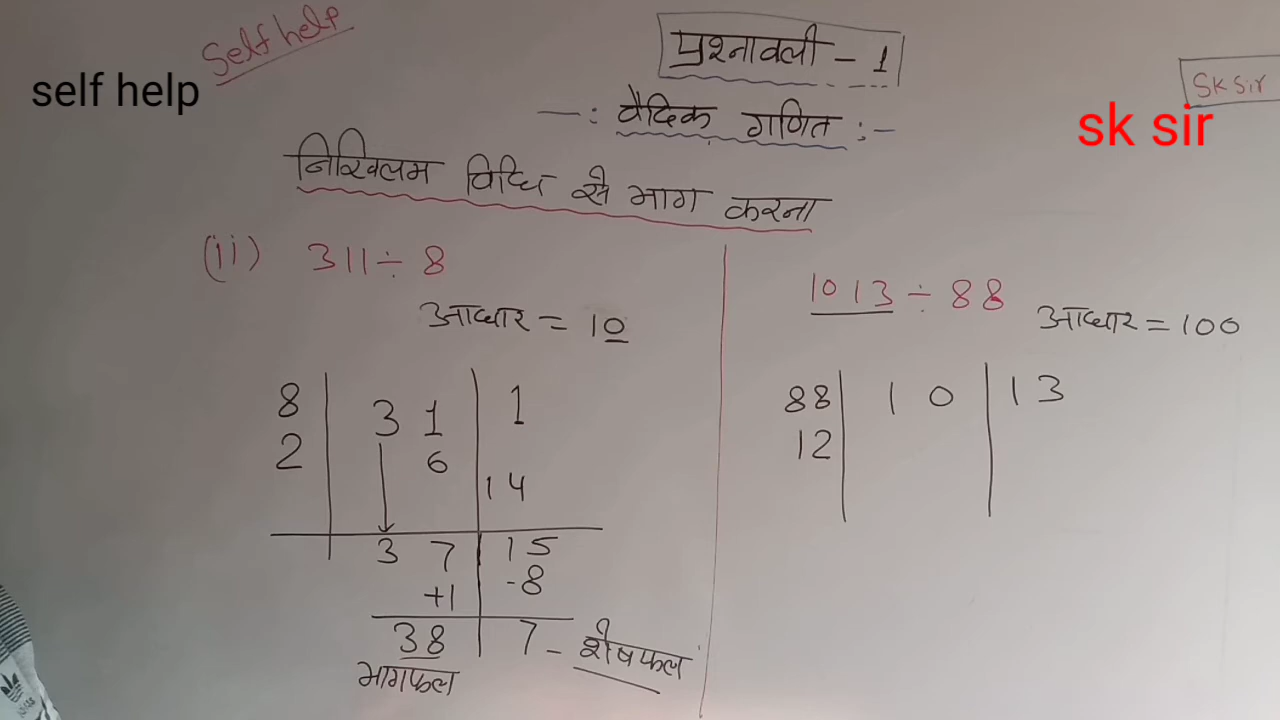 Self help
self help
प्रश्नावली - 1
Sk Sir
sk sir
-: वैदिक गणित :-
निखिलम विधि से भाग करना
(ii) 311 ÷ 8
आधार = 10
8 | 3 1 | 1
2 | 6
14
3 7 | 15
+1 | -8
38 | 7 - शेषफल
भागफल
1013 ÷ 88
आधार = 100
88 | 1 0 | 13
12